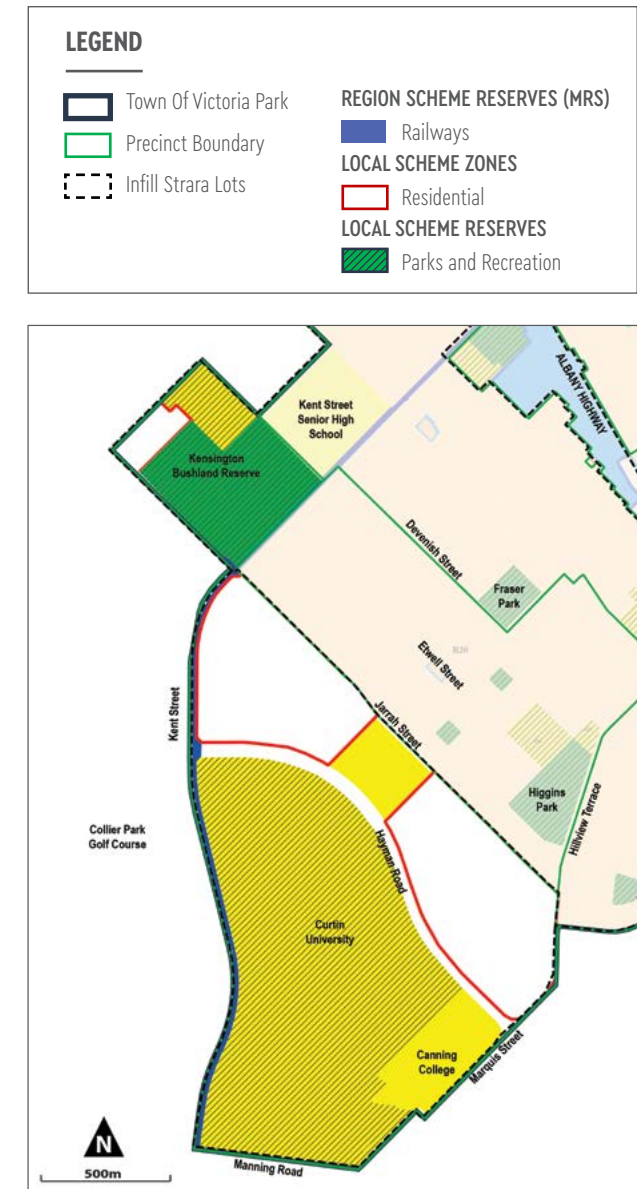 LEGEND
Town Of Victoria Park
Precinct Boundary
Infill Strara Lots
REGION SCHEME RESERVES (MRS)
Railways
LOCAL SCHEME ZONES
Residential
LOCAL SCHEME RESERVES
Parks and Recreation
ALBANY HIGHWAY
Kent Street
Senior High
School
Kensington
Bushland Reserve
Devenish Street
Fraser
Park
Etwell Street
Jarrah Street
Kent Street
Higgins
Park
Hillview Terrace
Collier Park
Golf Course
Hayman Road
Curtin
University
Canning
College
Marquis Street
N
500m
Manning Road